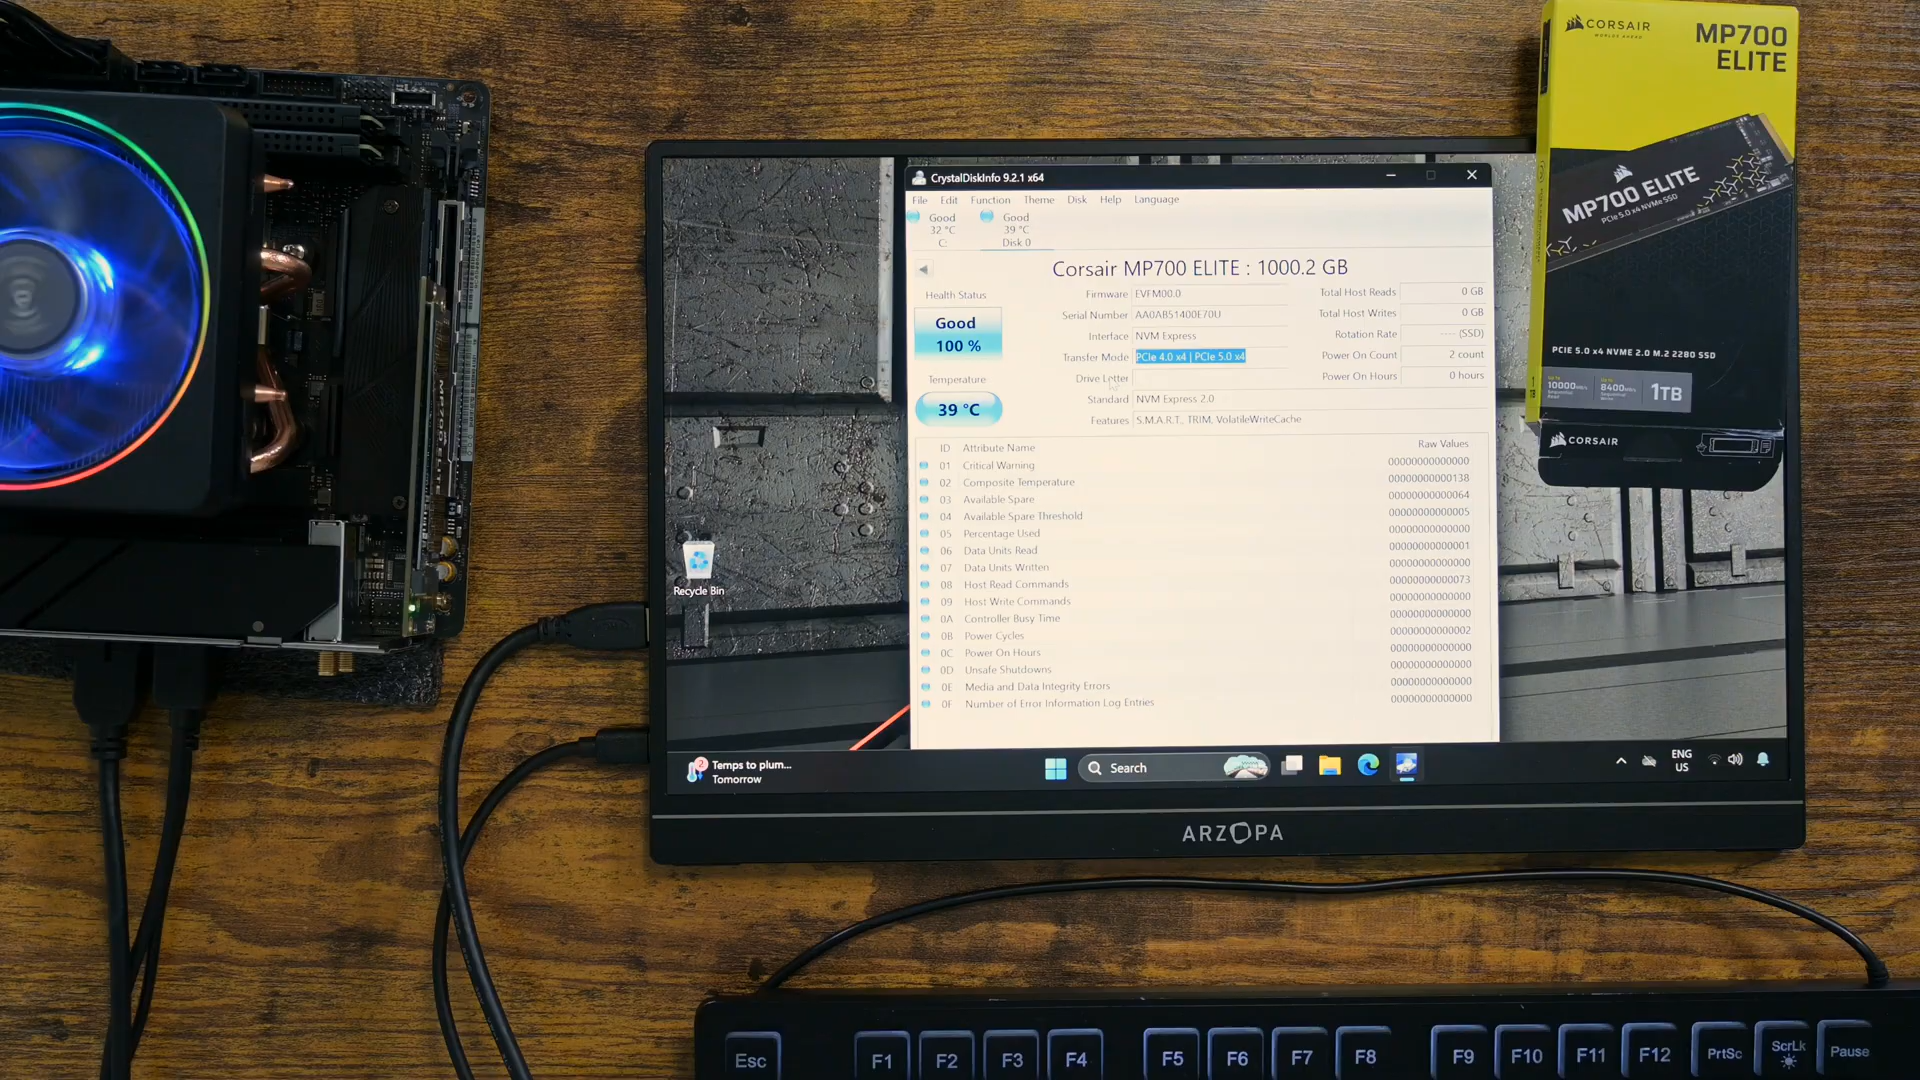 CORSAIR
WORLDS AHEAD
MP700
ELITE
MP700 ELITE
PCIe 5.0 x4 NVMe SSD
PCIE 5.0 x4 NVME 2.0 M.2 2280 SSD
10000MB/s
8400MB/s
1TB
CORSAIR
CrystalDiskInfo 9.2.1 x64
File Edit Function Theme Disk Help Language
Good Good
32 °C 39 °C
C: Disk 0
Corsair MP700 ELITE : 1000.2 GB
Health Status
Good
100 %
Temperature
39 °C
Firmware EVFM00.0
Serial Number AA0AB51400E70U
Interface NVM Express
Transfer Mode PCIe 4.0 x4 | PCIe 5.0 x4
Drive Letter
Standard NVM Express 2.0
Features S.M.A.R.T., TRIM, VolatileWriteCache
Total Host Reads 0 GB
Total Host Writes 0 GB
Rotation Rate ---- (SSD)
Power On Count 2 count
Power On Hours 0 hours
ID Attribute Name Raw Values
01 Critical Warning 00000000000000
02 Composite Temperature 00000000000138
03 Available Spare 00000000000064
04 Available Spare Threshold 00000000000005
05 Percentage Used 00000000000000
06 Data Units Read 00000000000001
07 Data Units Written 00000000000000
08 Host Read Commands 00000000000073
09 Host Write Commands 00000000000000
0A Controller Busy Time 00000000000000
0B Power Cycles 00000000000002
0C Power On Hours 00000000000000
0D Unsafe Shutdowns 00000000000000
0E Media and Data Integrity Errors 00000000000000
0F Number of Error Information Log Entries 00000000000000
Recycle Bin
2
Temps to plum...
Tomorrow
Search
ENG
US
ARZOPA
MP700 ELITE
Esc F1 F2 F3 F4 F5 F6 F7 F8 F9 F10 F11 F12 PrtSc ScrLk Pause